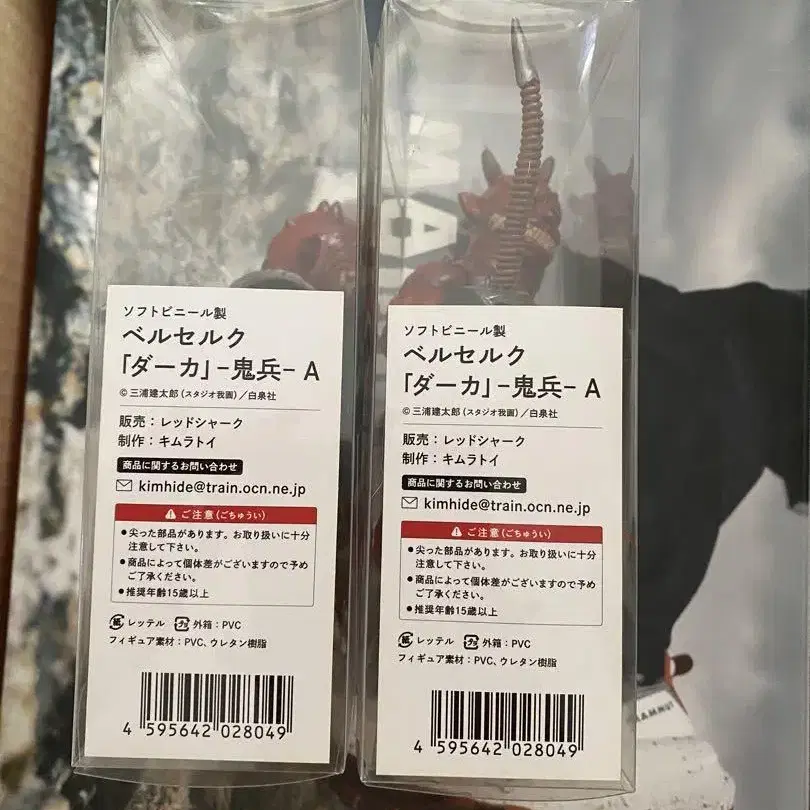 ソフトビニール製
ベルセルク
「ダーカ」-鬼兵- A
© 三浦建太郎(スタジオ我画)/白泉社
販売:レッドシャーク
制作:キムラトイ
商品に関するお問い合わせ
kimhide@train.ocn.ne.jp
ご注意(ごちゅうい)
●尖った部品があります。お取り扱いに十分
注意して下さい。
●商品によって個体差がございますので予め
ご了承ください。
●推奨年齢15歳以上
紙 レッテル プラ 外箱:PVC
フィギュア素材:PVC、ウレタン樹脂
4 595642 028049
ソフトビニール製
ベルセルク
「ダーカ」-鬼兵- A
© 三浦建太郎(スタジオ我画)/白泉社
販売:レッドシャーク
制作:キムラトイ
商品に関するお問い合わせ
kimhide@train.ocn.ne.jp
ご注意(ごちゅうい)
●尖った部品があります。お取り扱いに十分
注意して下さい。
●商品によって個体差がございますので予め
ご了承ください。
●推奨年齢15歳以上
紙 レッテル プラ 外箱:PVC
フィギュア素材:PVC、ウレタン樹脂
4 595642 028049